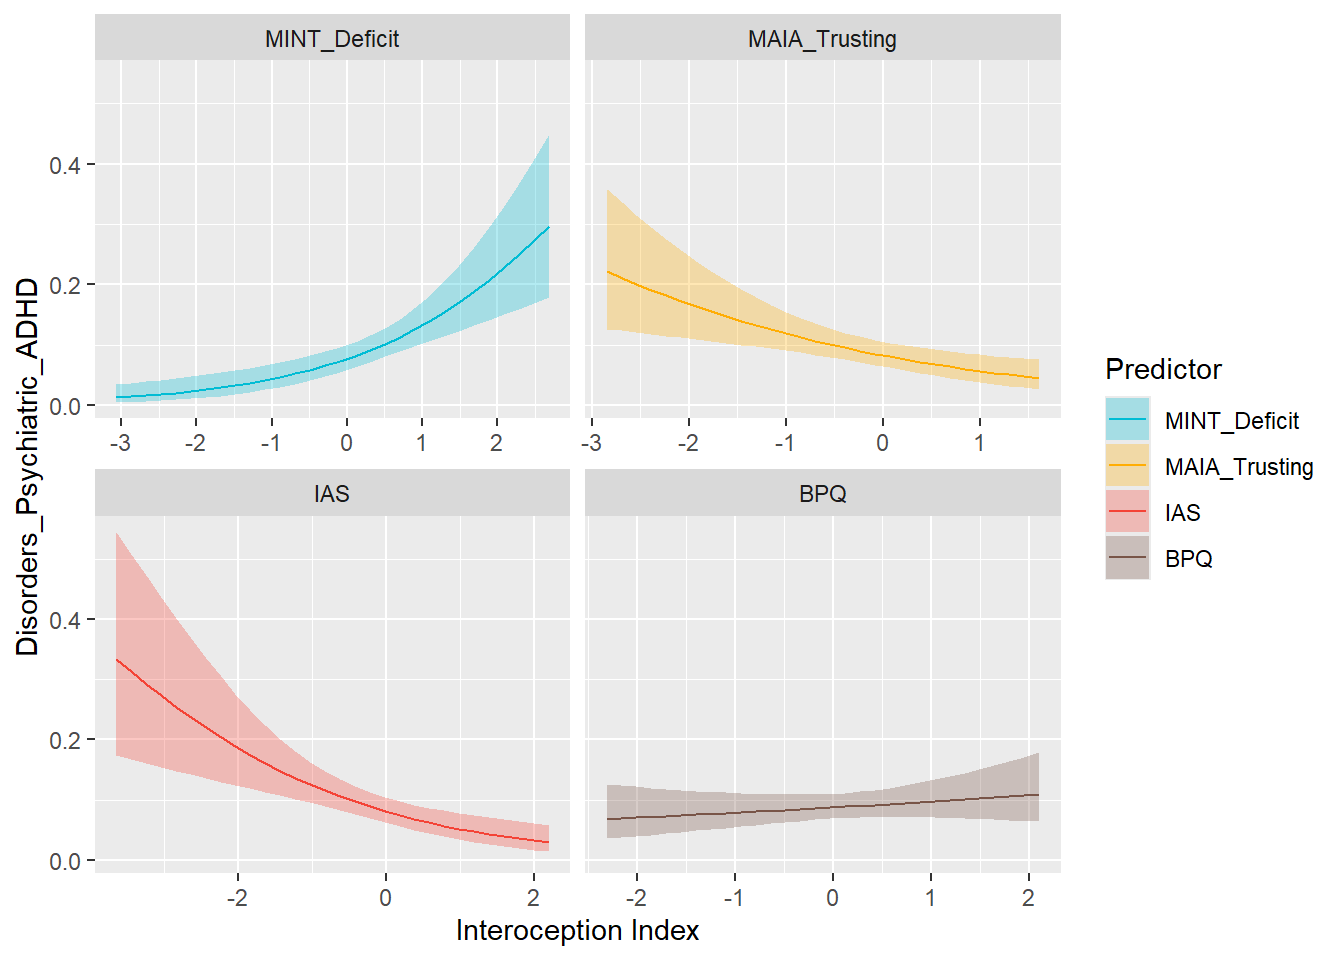 MINT_Deficit
MAIA_Trusting
0.4
0.2
0.0
-3 -2 -1 0 1 2
-3 -2 -1 0 1
IAS
BPQ
0.4
0.2
0.0
-2 0 2
-2 -1 0 1 2
Interoception Index
Disorders_Psychiatric_ADHD
Predictor
MINT_Deficit
MAIA_Trusting
IAS
BPQ